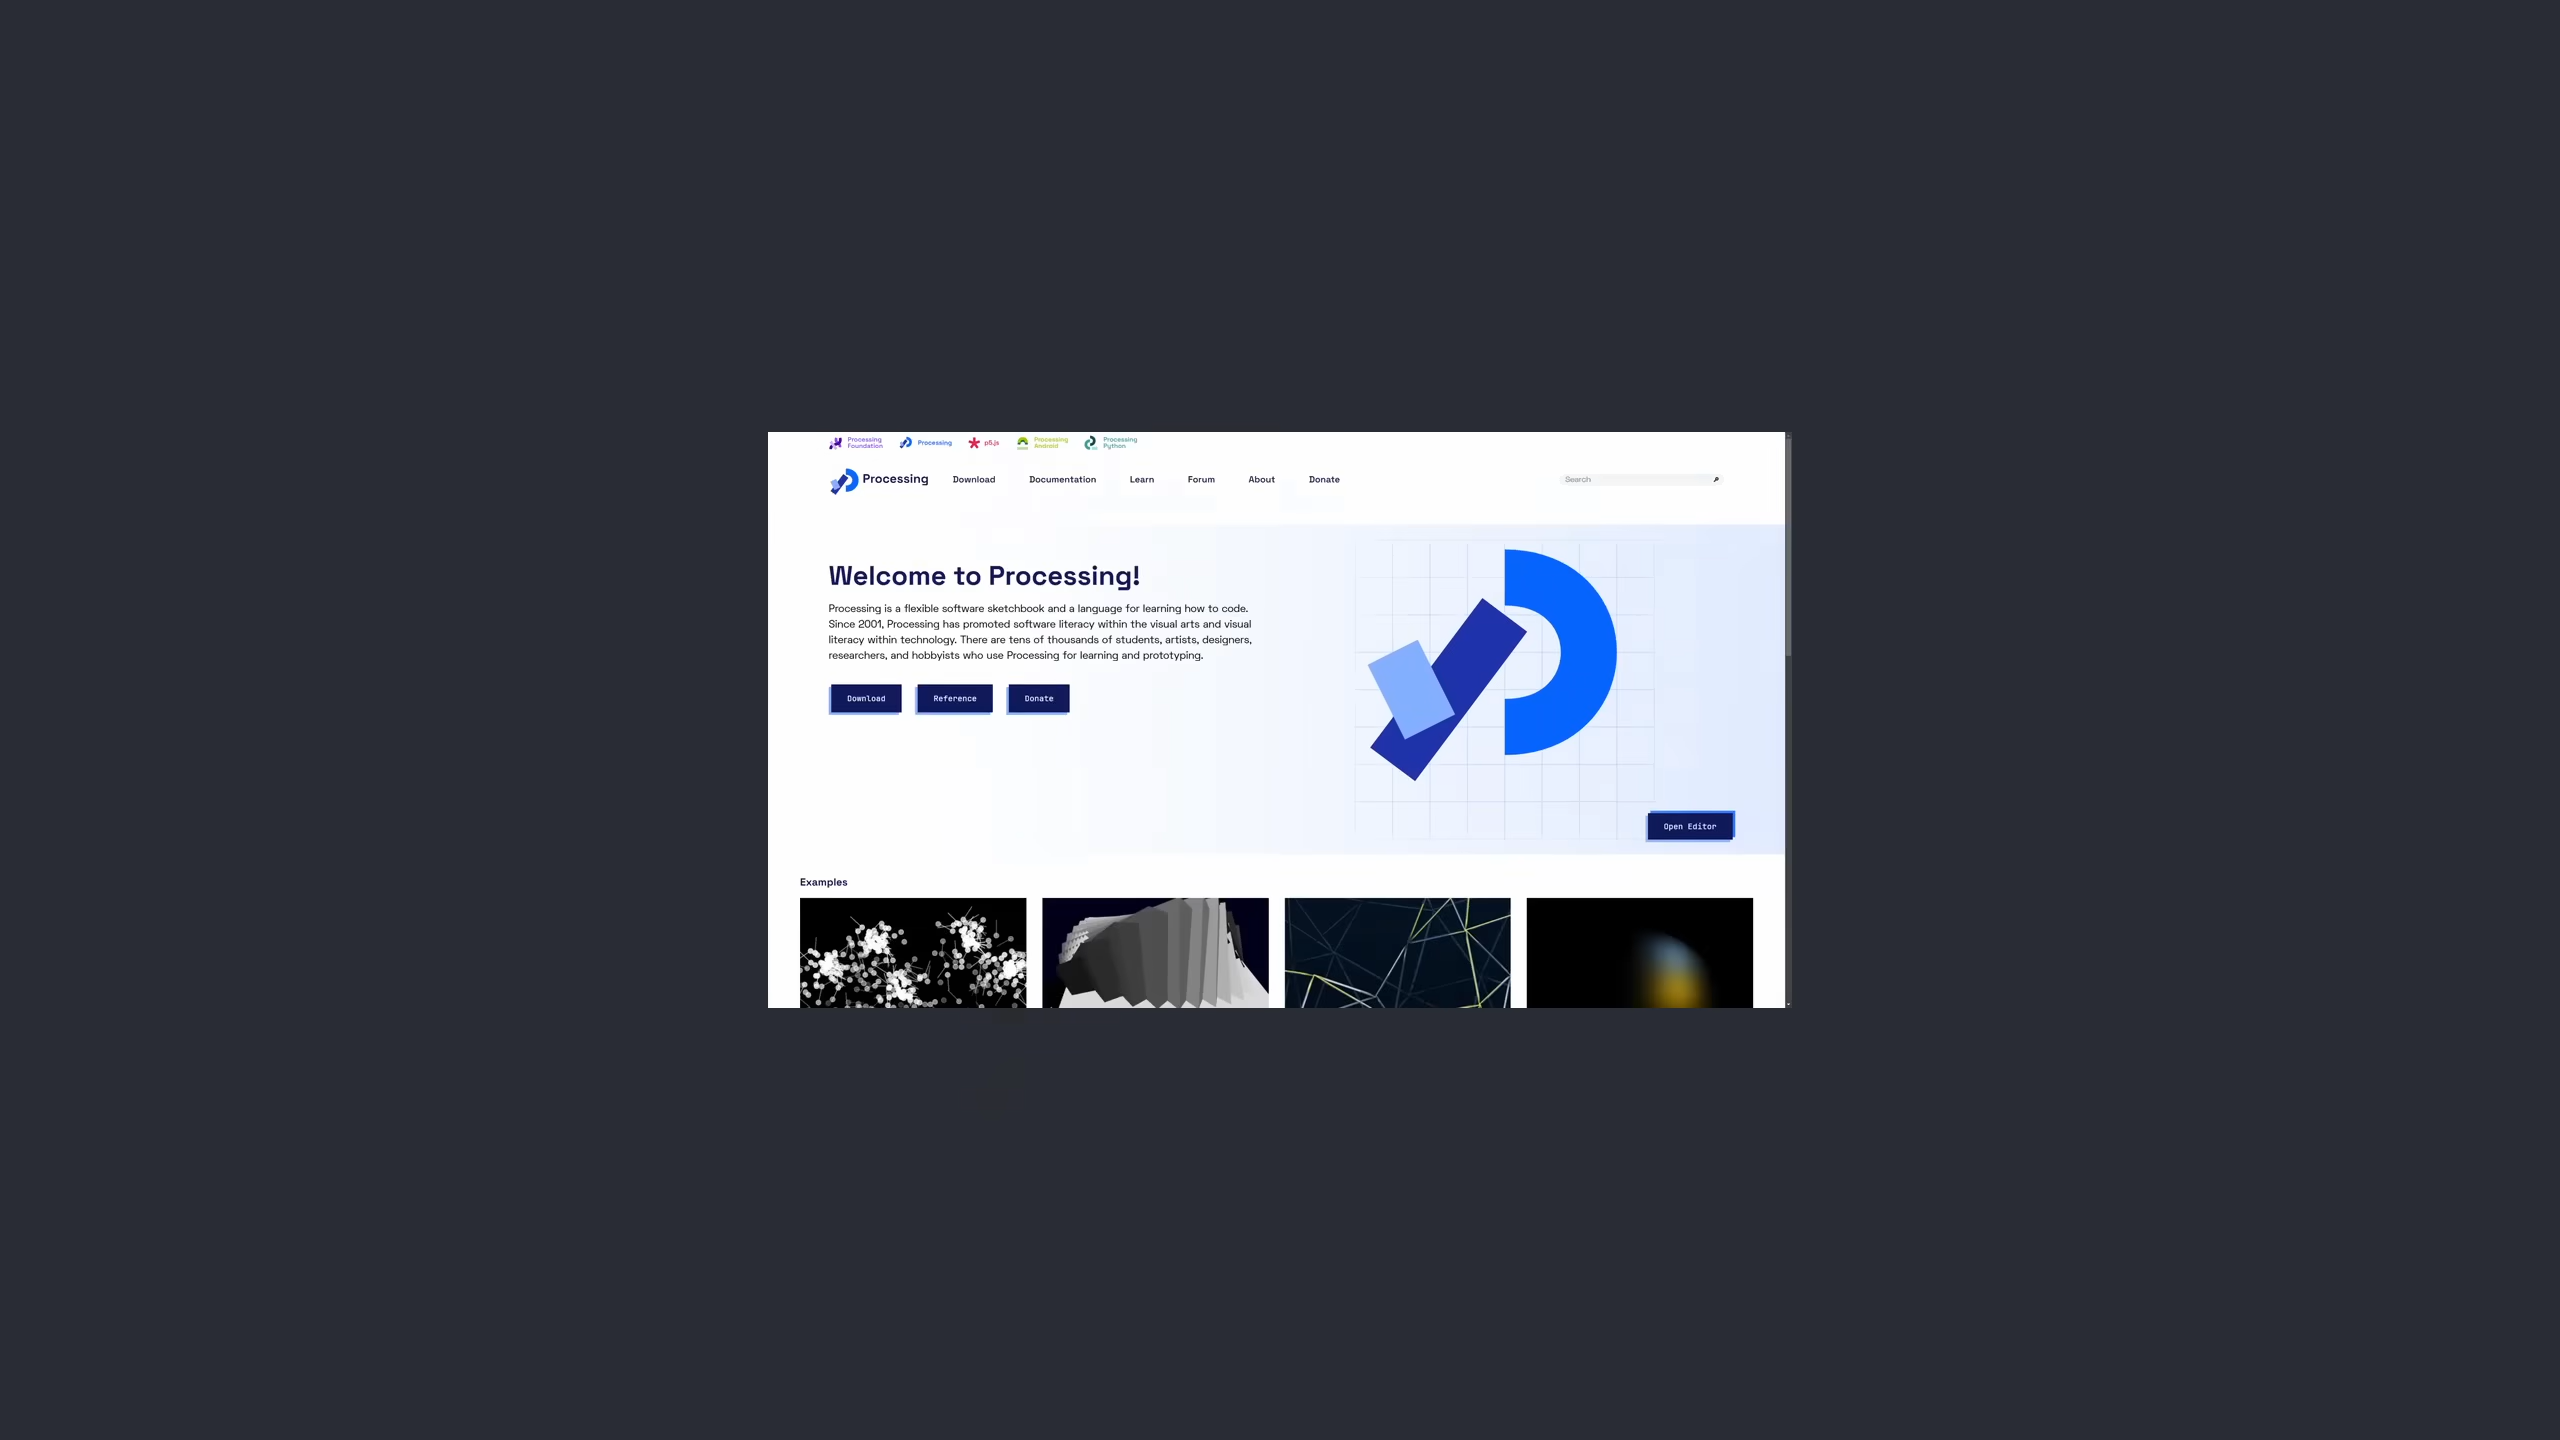 Processing
Foundation
Processing
p5.js
Processing
Android
Processing
Python
Processing
Download
Documentation
Learn
Forum
About
Donate
Search
Welcome to Processing!
Processing is a flexible software sketchbook and a language for learning how to code.
Since 2001, Processing has promoted software literacy within the visual arts and visual
literacy within technology. There are tens of thousands of students, artists, designers,
researchers, and hobbyists who use Processing for learning and prototyping.
Download
Reference
Donate
Open Editor
Examples